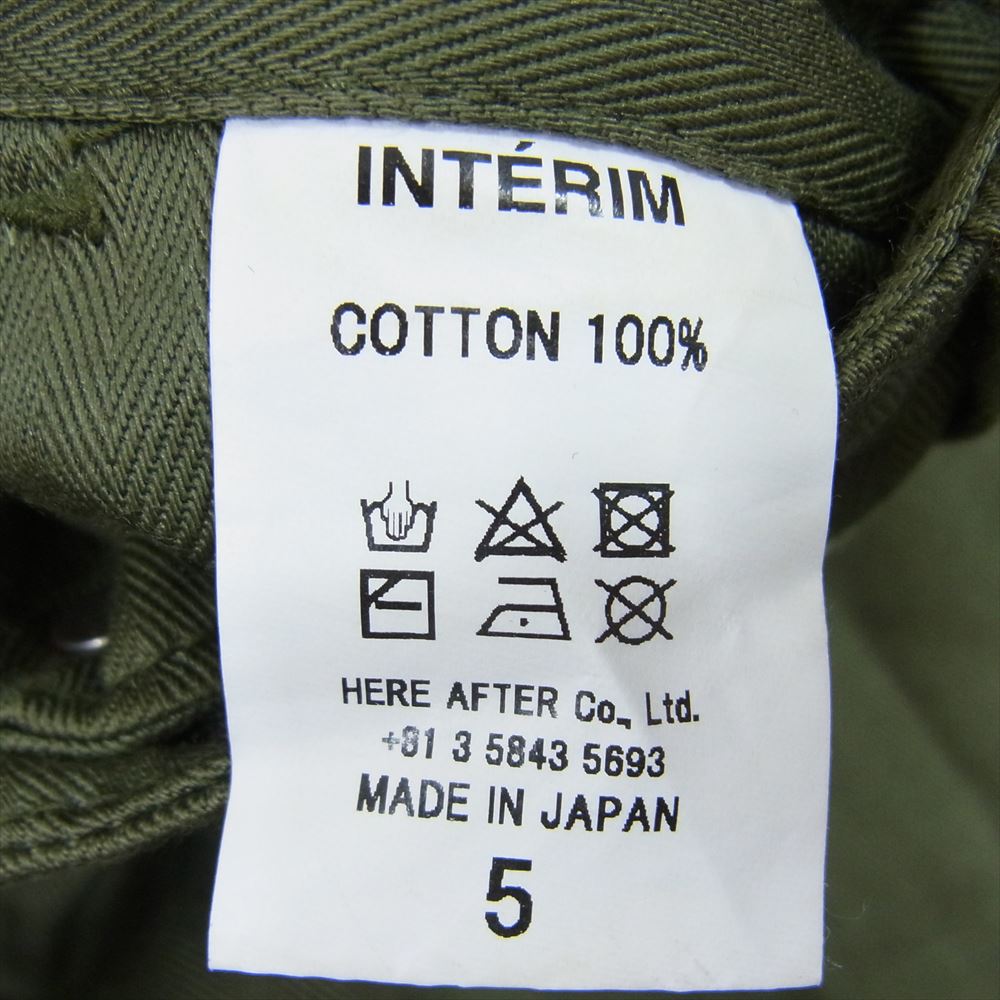 INTÉRIM
COTTON 100%
HERE AFTER Co., Ltd.
+81 3 5843 5693
MADE IN JAPAN
5